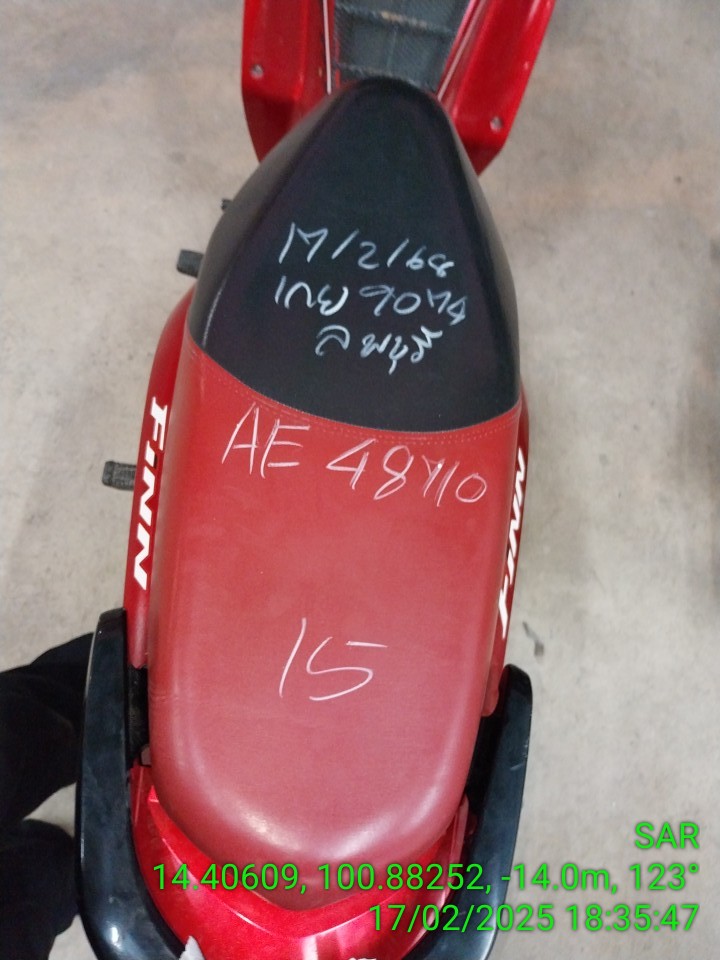 17/2/68
AE 48710
FINN
FINN
15
SAR
14.40609, 100.88252, -14.0m, 123°
17/02/2025 18:35:47